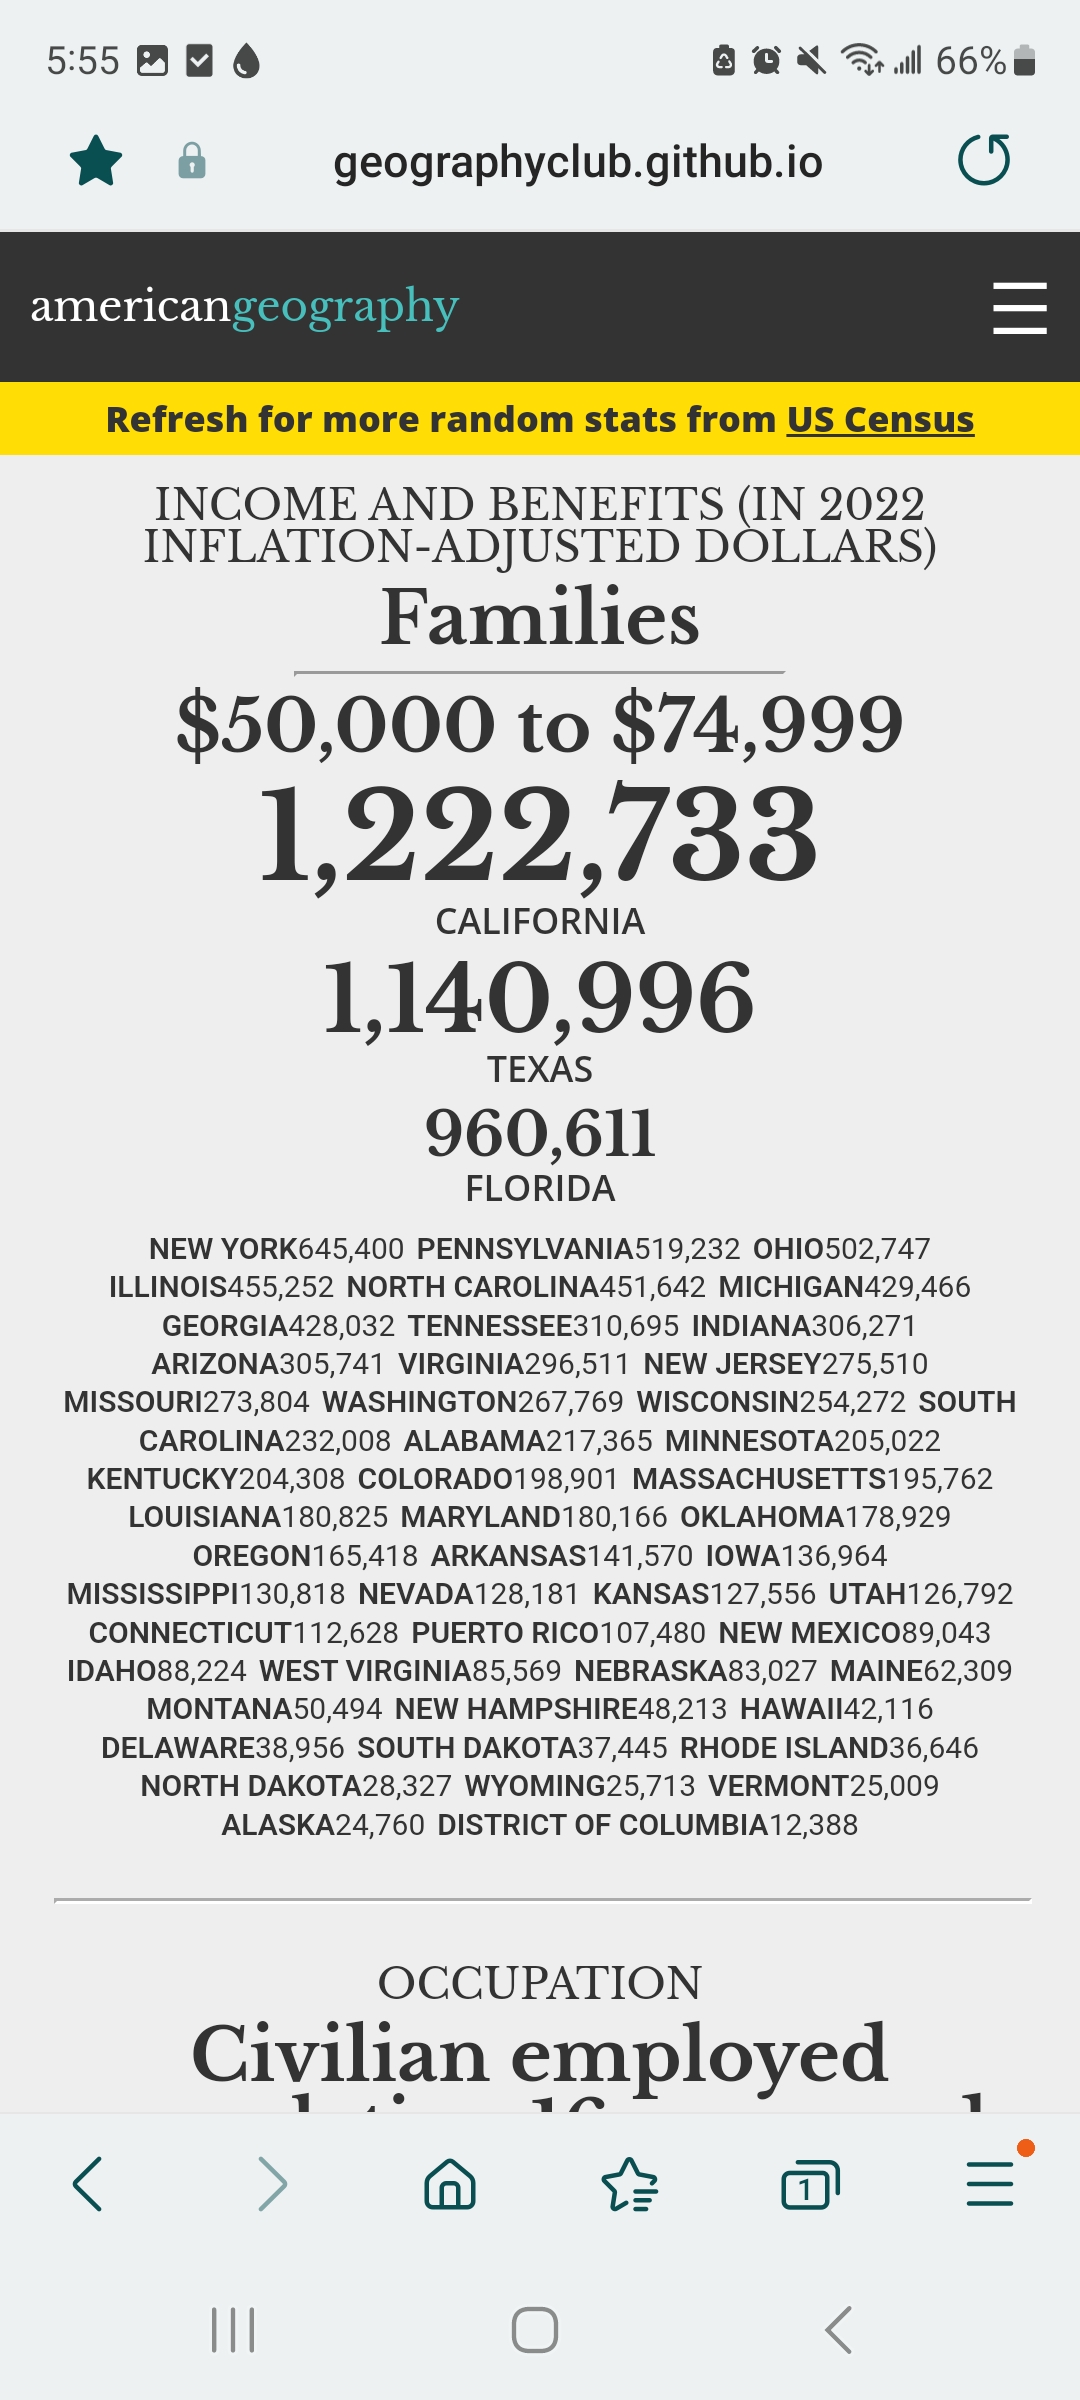 5:55
66%
geographyclub.github.io
americangeography
Refresh for more random stats from US Census
INCOME AND BENEFITS (IN 2022
INFLATION-ADJUSTED DOLLARS)
Families
$50,000 to $74,999
1,222,733
CALIFORNIA
1,140,996
TEXAS
960,611
FLORIDA
NEW YORK645,400 PENNSYLVANIA519,232 OHIO502,747
ILLINOIS455,252 NORTH CAROLINA451,642 MICHIGAN429,466
GEORGIA428,032 TENNESSEE310,695 INDIANA306,271
ARIZONA305,741 VIRGINIA296,511 NEW JERSEY275,510
MISSOURI273,804 WASHINGTON267,769 WISCONSIN254,272 SOUTH
CAROLINA232,008 ALABAMA217,365 MINNESOTA205,022
KENTUCKY204,308 COLORADO198,901 MASSACHUSETTS195,762
LOUISIANA180,825 MARYLAND180,166 OKLAHOMA178,929
OREGON165,418 ARKANSAS141,570 IOWA136,964
MISSISSIPPI130,818 NEVADA128,181 KANSAS127,556 UTAH126,792
CONNECTICUT112,628 PUERTO RICO107,480 NEW MEXICO89,043
IDAHO88,224 WEST VIRGINIA85,569 NEBRASKA83,027 MAINE62,309
MONTANA50,494 NEW HAMPSHIRE48,213 HAWAII42,116
DELAWARE38,956 SOUTH DAKOTA37,445 RHODE ISLAND36,646
NORTH DAKOTA28,327 WYOMING25,713 VERMONT25,009
ALASKA24,760 DISTRICT OF COLUMBIA12,388
OCCUPATION
Civilian employed
1